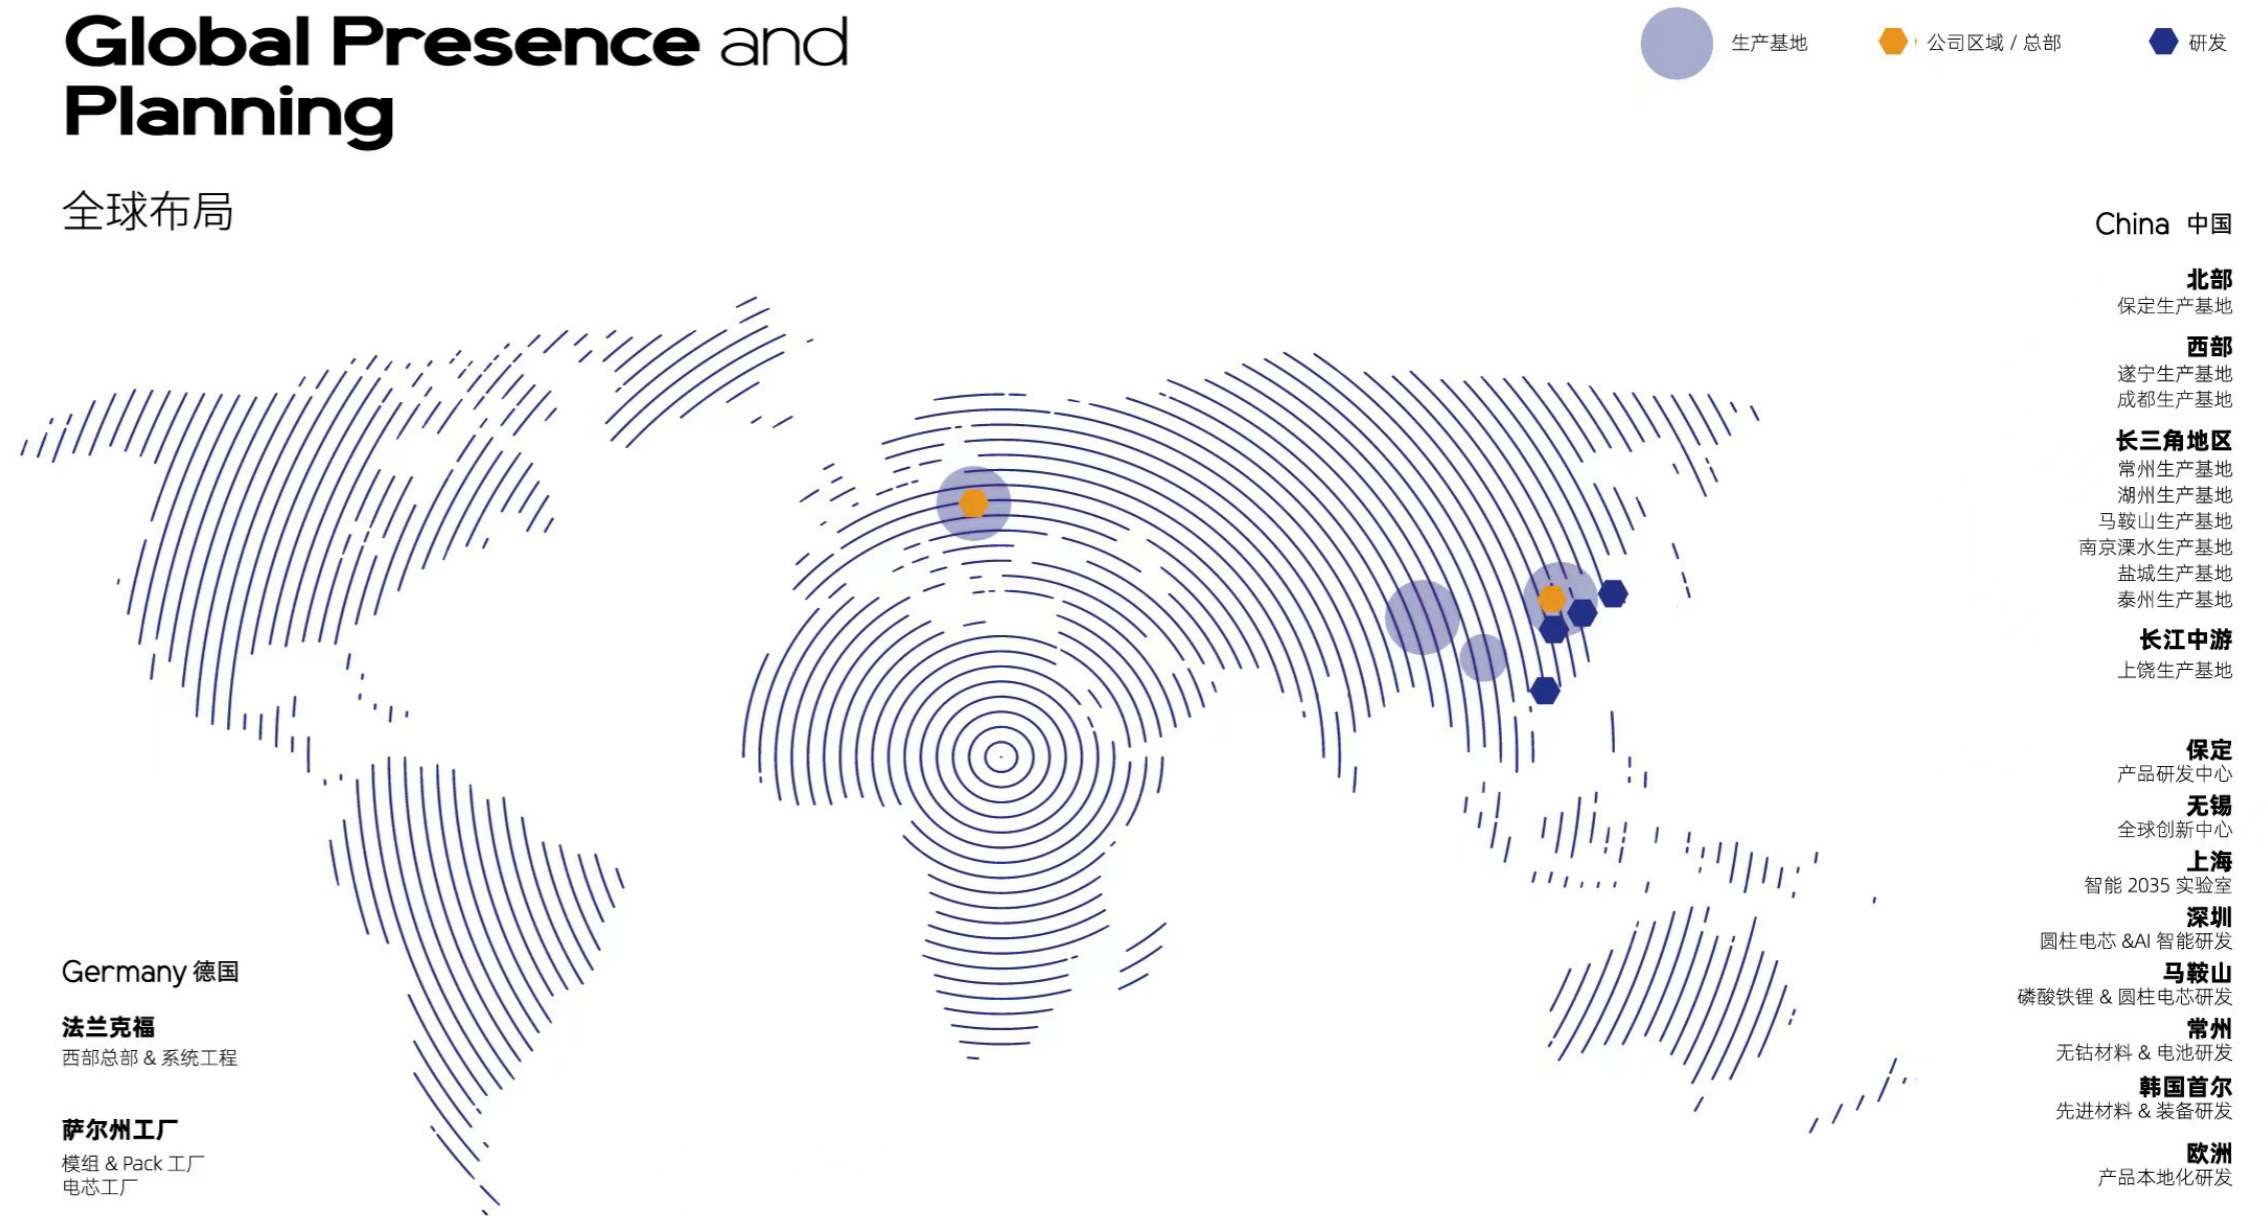 Global Presence and
Planning
全球布局
生产基地
公司区域 / 总部
研发
China 中国
北部
保定生产基地
西部
遂宁生产基地
成都生产基地
长三角地区
常州生产基地
湖州生产基地
马鞍山生产基地
南京溧水生产基地
盐城生产基地
泰州生产基地
长江中游
上饶生产基地
保定
产品研发中心
无锡
全球创新中心
上海
智能 2035 实验室
深圳
圆柱电芯 &AI 智能研发
马鞍山
磷酸铁锂 & 圆柱电芯研发
常州
无钴材料 & 电池研发
韩国首尔
先进材料 & 装备研发
欧洲
产品本地化研发
Germany 德国
法兰克福
西部总部 & 系统工程
萨尔州工厂
模组 & Pack 工厂
电芯工厂